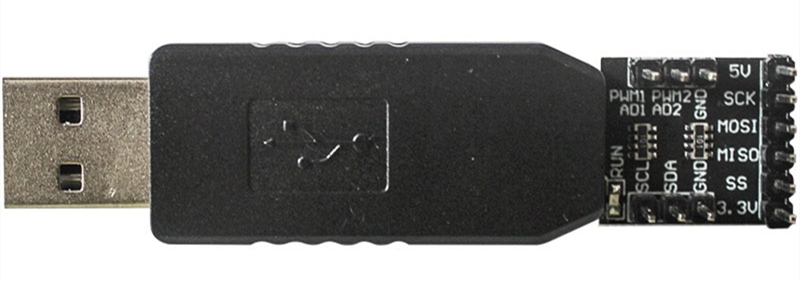 5V
SCK
MOSI
MISO
SS
3.3V
PWM1 PWM2 GND
AD1 AD2
RUN
SCL SDA GND